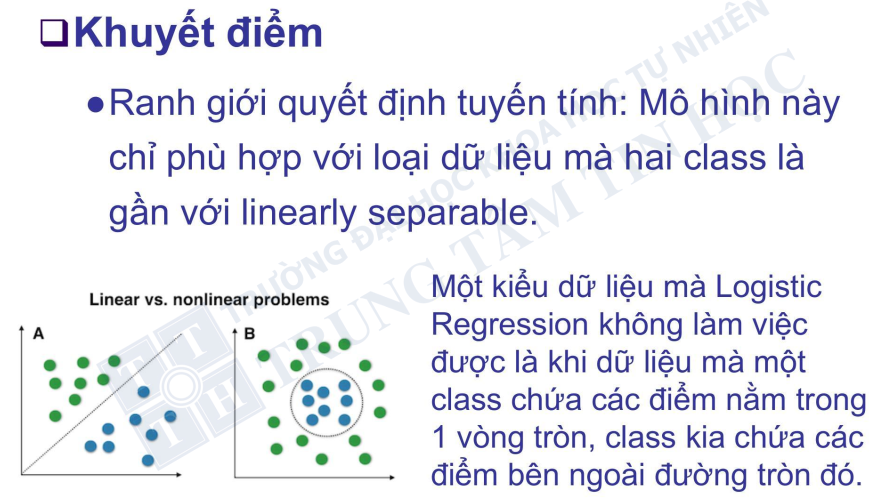 ❑Khuyết điểm
●Ranh giới quyết định tuyến tính: Mô hình này
chỉ phù hợp với loại dữ liệu mà hai class là
gần với linearly separable.
Linear vs. nonlinear problems
A
B
Một kiểu dữ liệu mà Logistic
Regression không làm việc
được là khi dữ liệu mà một
class chứa các điểm nằm trong
1 vòng tròn, class kia chứa các
điểm bên ngoài đường tròn đó.
TRƯỜNG ĐẠI HỌC KHOA HỌC TỰ NHIÊN
TRUNG TÂM TIN HỌC
T T
T H